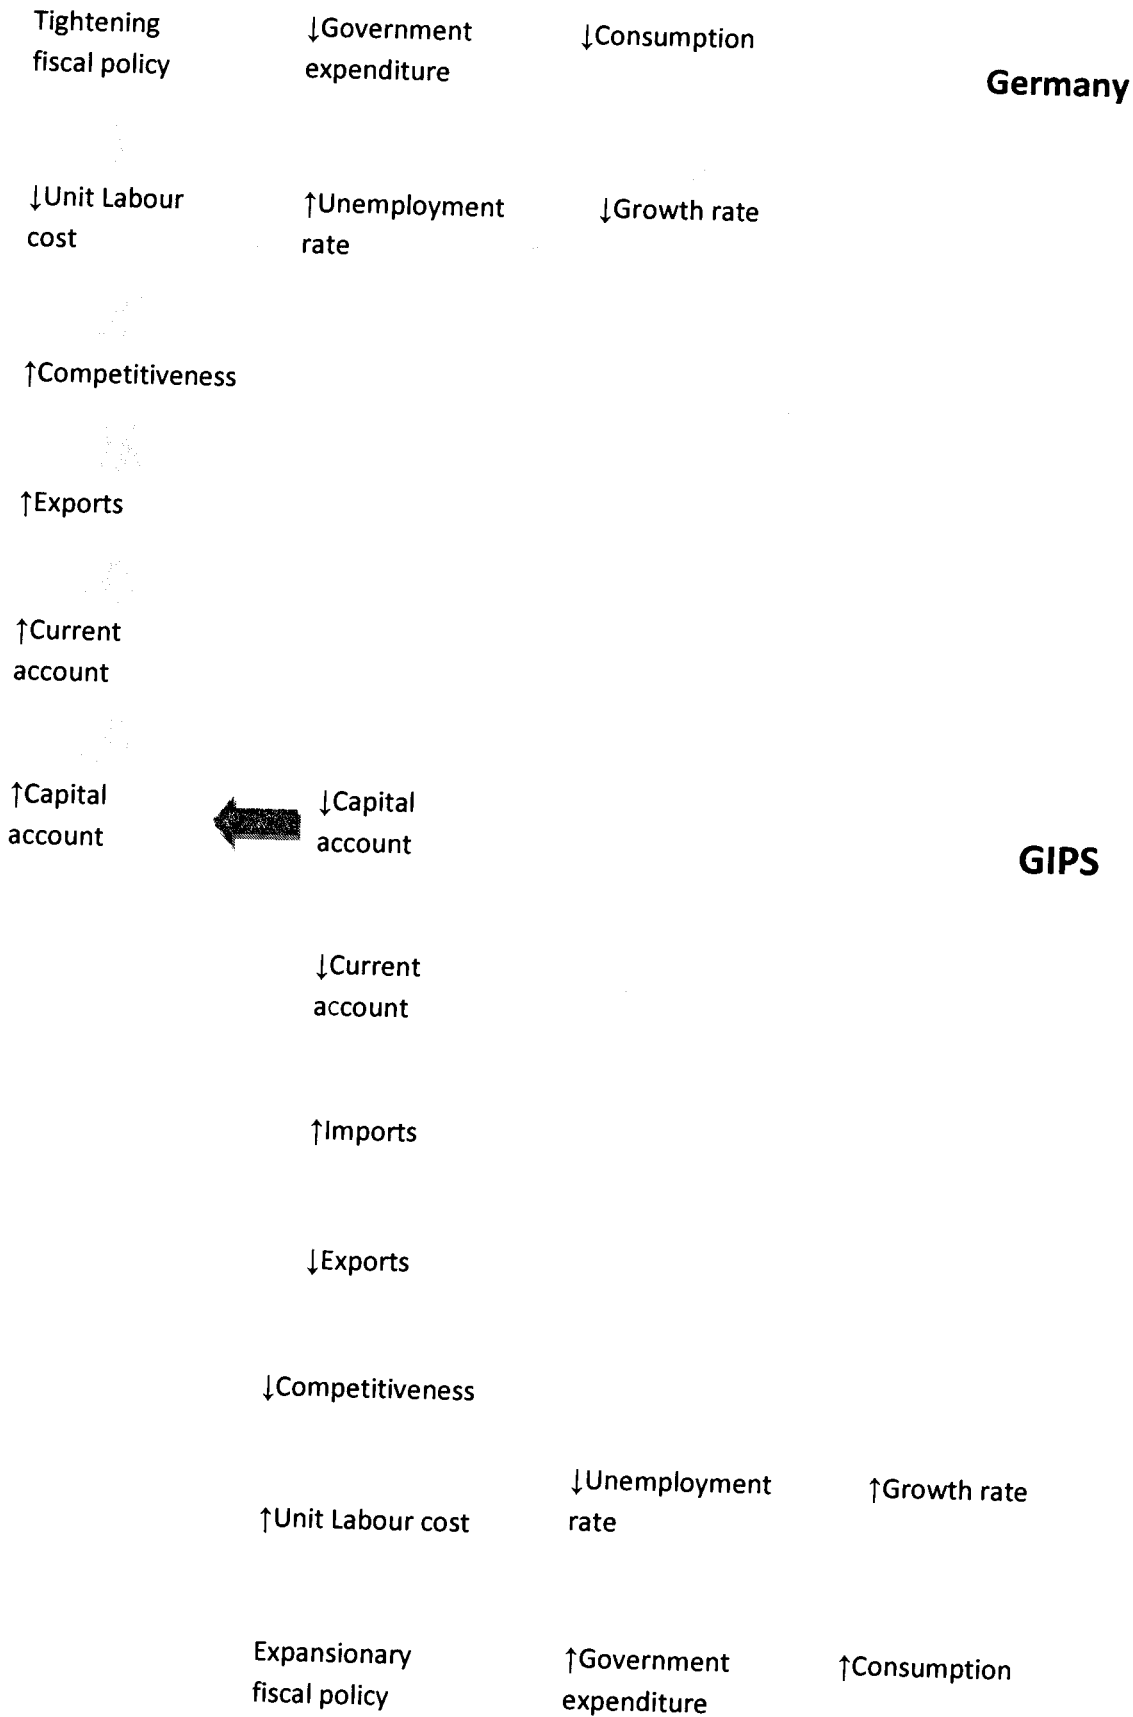 Tightening
fiscal policy
↓Government
expenditure
↓Consumption
Germany
↓Unit Labour
cost
↑Unemployment
rate
↓Growth rate
↑Competitiveness
↑Exports
↑Current
account
↑Capital
account
↓Capital
account
GIPS
↓Current
account
↑Imports
↓Exports
↓Competitiveness
↑Unit Labour cost
↓Unemployment
rate
↑Growth rate
Expansionary
fiscal policy
↑Government
expenditure
↑Consumption